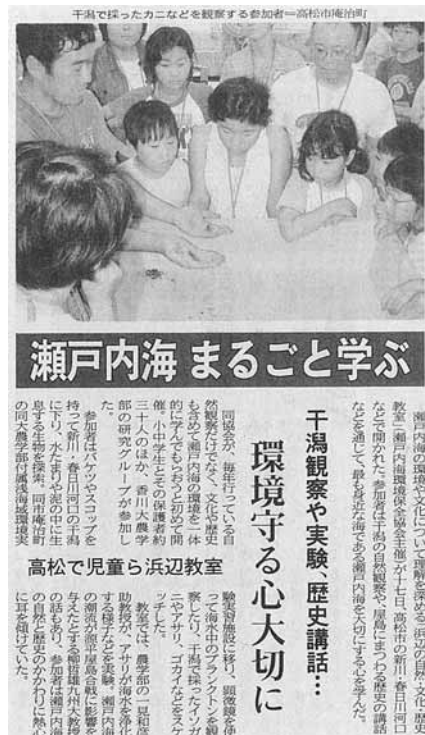 干潟で採ったカニなどを観察する参加者＝高松市庵治町
瀬戸内海 まるごと学ぶ
干潟観察や実験、歴史講話…
環境守る心大切に
高松で児童ら浜辺教室
瀬戸内海の環境や文化について理解を深める「浜辺の自然・文化・歴史
教室」（瀬戸内海環境保全協会主催）が十七日、高松市の新川・春日川河口
などで開かれた。参加者は干潟の自然観察や、屋島にまつわる歴史の講話
などを通じて、最も身近な海である瀬戸内海を大切にする心を学んだ。
同協会が、毎年行っている自
然観察だけでなく、文化や歴史
も含めて瀬戸内海の環境を一体
的に学んでもらおうと初めて開
催。小中学生とその保護者約
三十人のほか、香川大農学
部の研究グループが参加し
た。
参加者はバケツやスコップを
持って新川・春日川河口の干潟
に下り、水たまりや泥の中に生
息する生物を探索。同市庵治町
の同大農学部付属浅海域環境実
験実習施設に移り、顕微鏡を使
って海水中のプランクトンを観
察したり、干潟で採ったイソガ
ニやアサリ、ゴカイなどをスケ
ッチした。
教室では、農学部の一見和彦
助教授が、アサリが海水を浄化
する様子などを実験。瀬戸内海
の潮流が源平屋島合戦に影響を
与えたとする柳哲雄九州大教授
の話もあり、参加者は瀬戸内海
の自然と歴史のかかわりに熱心
に耳を傾けていた。